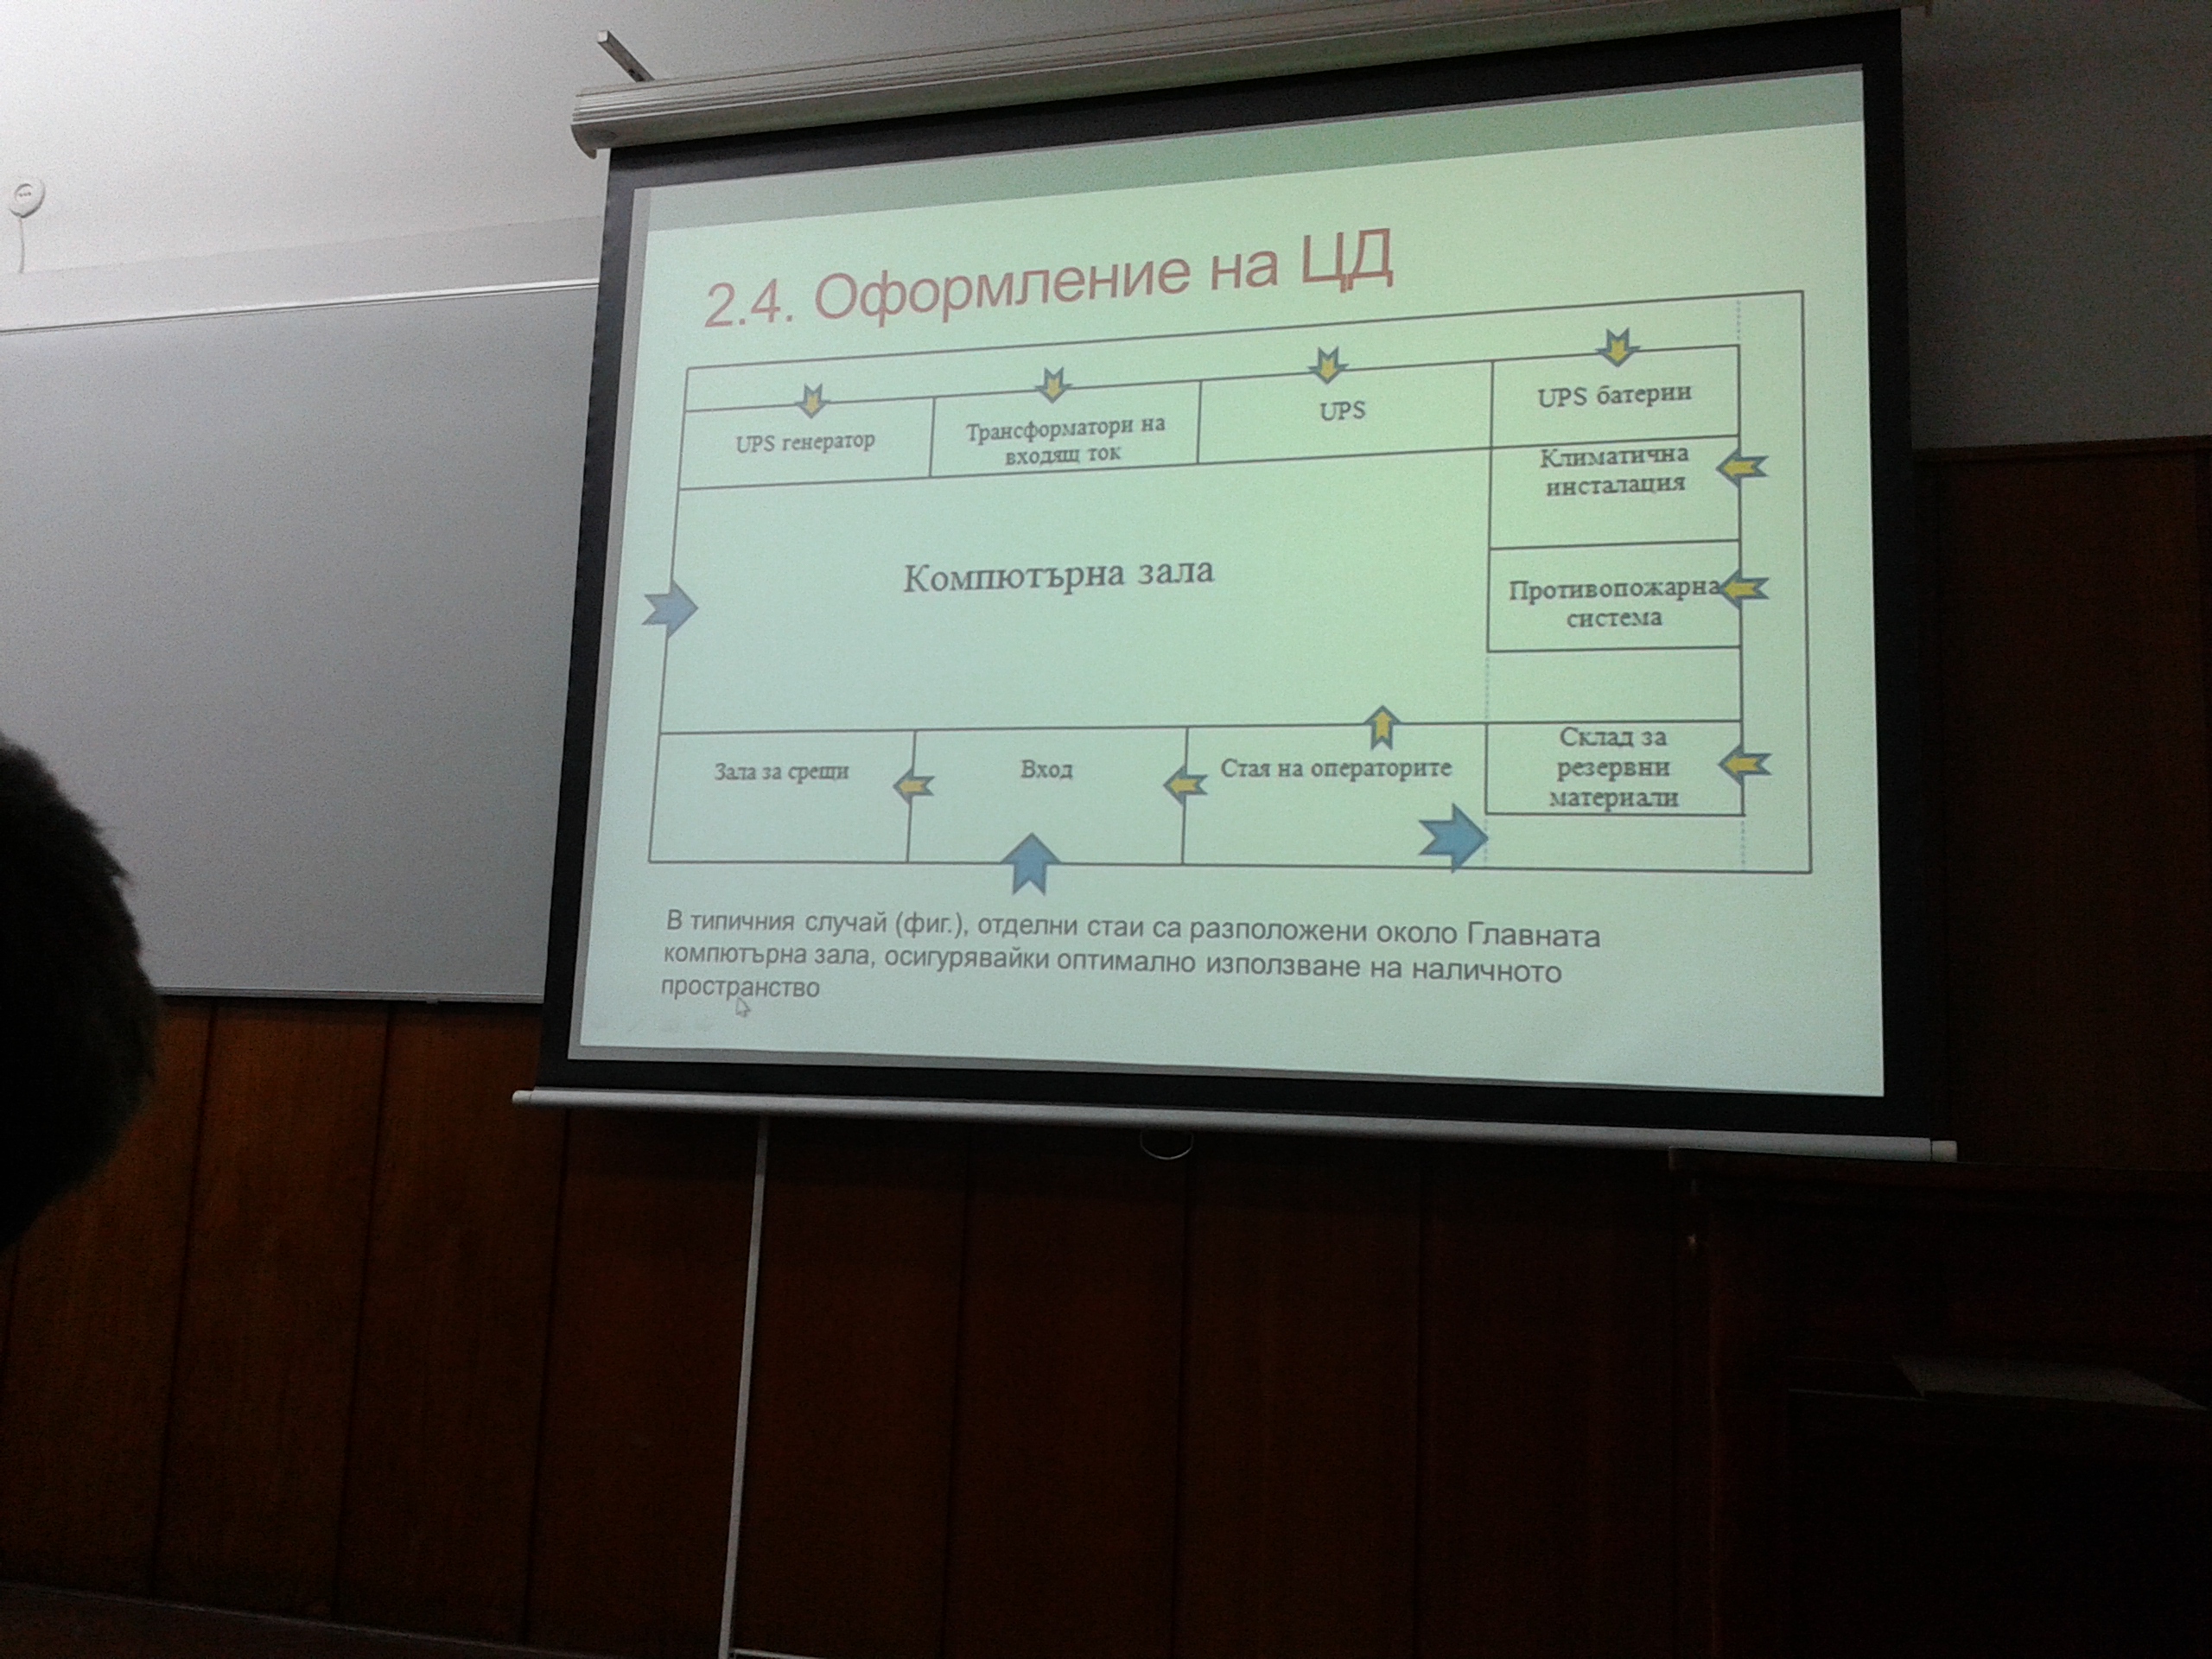 2.4. Оформление на ЦД
UPS генератор
Трансформатори на
входящ ток
UPS
UPS батерии
Климатична
инсталация
Компютърна зала
Противопожарна
система
Зала за срещи
Вход
Стая на операторите
Склад за
резервни
материали
В типичния случай (фиг.), отделни стаи са разположени около Главната
компютърна зала, осигурявайки оптимално използване на наличното
пространство